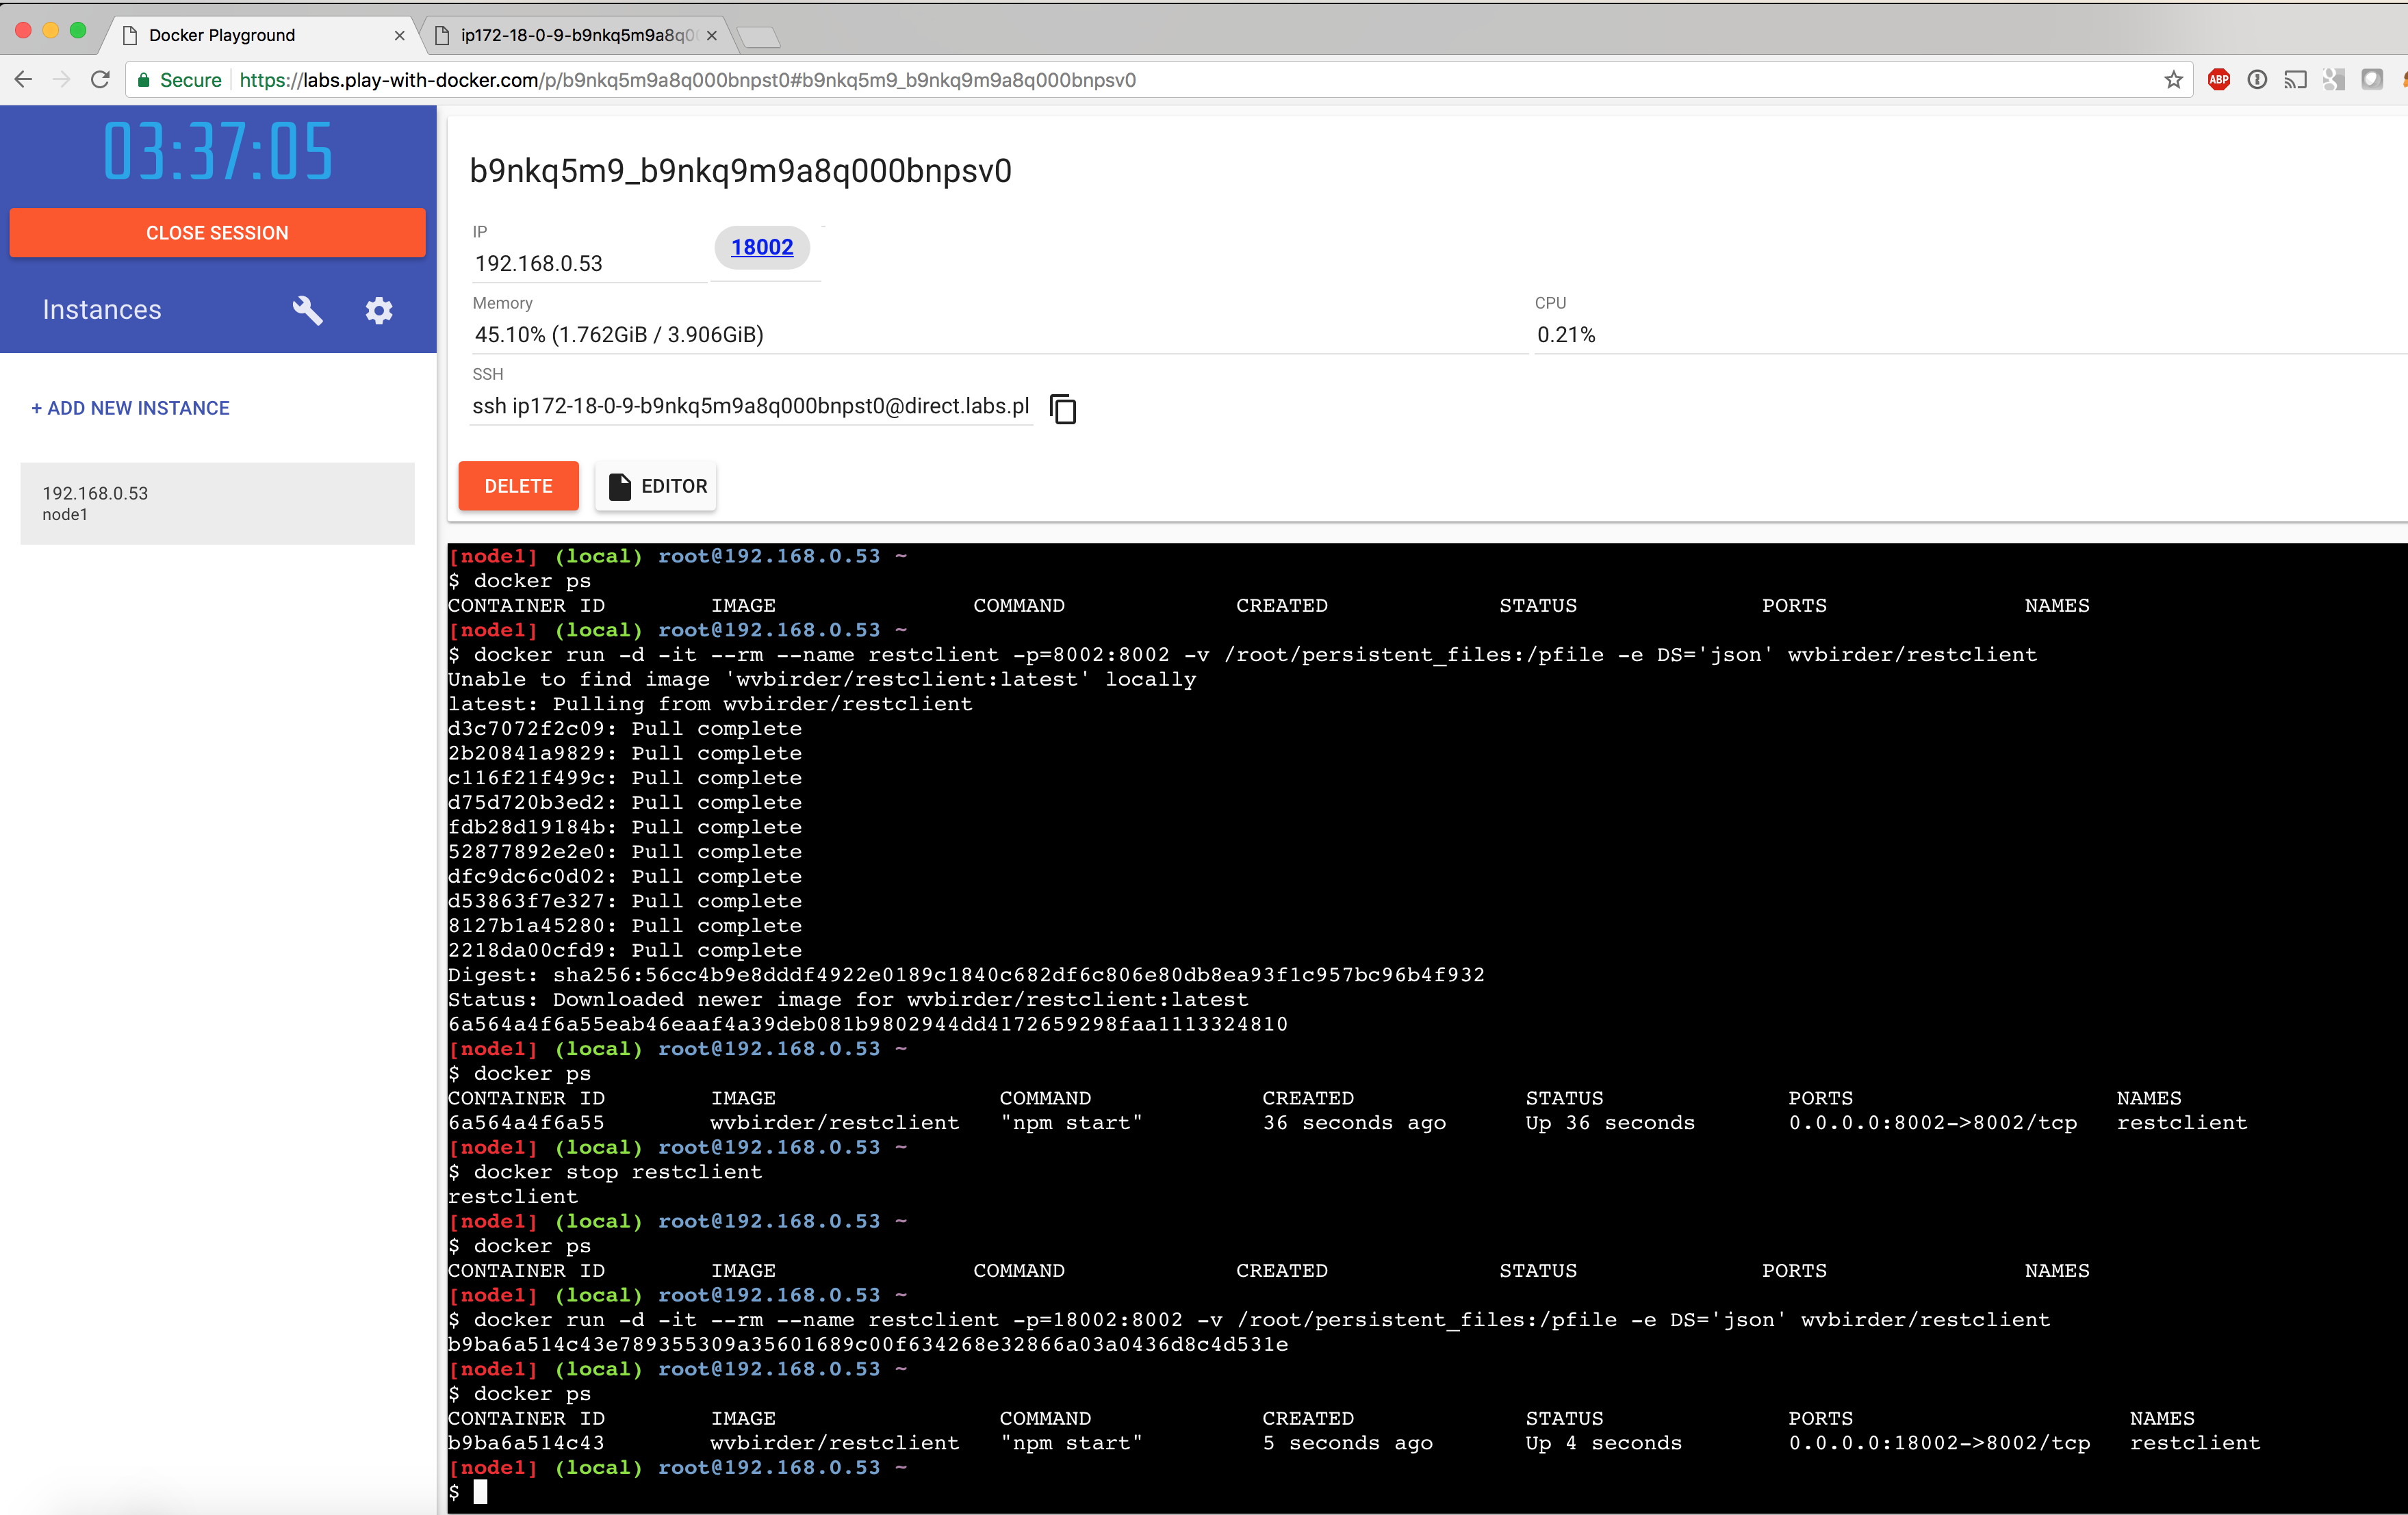 Docker Playground
ip172-18-0-9-b9nkq5m9a8q0
Secure https://labs.play-with-docker.com/p/b9nkq5m9a8q000bnpst0#b9nkq5m9_b9nkq9m9a8q000bnpsv0
ABP
03:37:05
CLOSE SESSION
Instances
+ ADD NEW INSTANCE
192.168.0.53
node1
b9nkq5m9_b9nkq9m9a8q000bnpsv0
IP
192.168.0.53
18002
Memory
45.10% (1.762GiB / 3.906GiB)
CPU
0.21%
SSH
ssh ip172-18-0-9-b9nkq5m9a8q000bnpst0@direct.labs.pl
DELETE
EDITOR
[node1] (local) root@192.168.0.53 ~
$ docker ps
CONTAINER ID IMAGE COMMAND CREATED STATUS PORTS NAMES
[node1] (local) root@192.168.0.53 ~
$ docker run -d -it --rm --name restclient -p=8002:8002 -v /root/persistent_files:/pfile -e DS='json' wvbirder/restclient
Unable to find image 'wvbirder/restclient:latest' locally
latest: Pulling from wvbirder/restclient
d3c7072f2c09: Pull complete
2b20841a9829: Pull complete
c116f21f499c: Pull complete
d75d720b3ed2: Pull complete
fdb28d19184b: Pull complete
52877892e2e0: Pull complete
dfc9dc6c0d02: Pull complete
d53863f7e327: Pull complete
8127b1a45280: Pull complete
2218da00cfd9: Pull complete
Digest: sha256:56cc4b9e8dddf4922e0189c1840c682df6c806e80db8ea93f1c957bc96b4f932
Status: Downloaded newer image for wvbirder/restclient:latest
6a564a4f6a55eab46eaaf4a39deb081b9802944dd4172659298faa1113324810
[node1] (local) root@192.168.0.53 ~
$ docker ps
CONTAINER ID IMAGE COMMAND CREATED STATUS PORTS NAMES
6a564a4f6a55 wvbirder/restclient "npm start" 36 seconds ago Up 36 seconds 0.0.0.0:8002->8002/tcp restclient
[node1] (local) root@192.168.0.53 ~
$ docker stop restclient
restclient
[node1] (local) root@192.168.0.53 ~
$ docker ps
CONTAINER ID IMAGE COMMAND CREATED STATUS PORTS NAMES
[node1] (local) root@192.168.0.53 ~
$ docker run -d -it --rm --name restclient -p=18002:8002 -v /root/persistent_files:/pfile -e DS='json' wvbirder/restclient
b9ba6a514c43e789355309a35601689c00f634268e32866a03a0436d8c4d531e
[node1] (local) root@192.168.0.53 ~
$ docker ps
CONTAINER ID IMAGE COMMAND CREATED STATUS PORTS NAMES
b9ba6a514c43 wvbirder/restclient "npm start" 5 seconds ago Up 4 seconds 0.0.0.0:18002->8002/tcp restclient
[node1] (local) root@192.168.0.53 ~
$